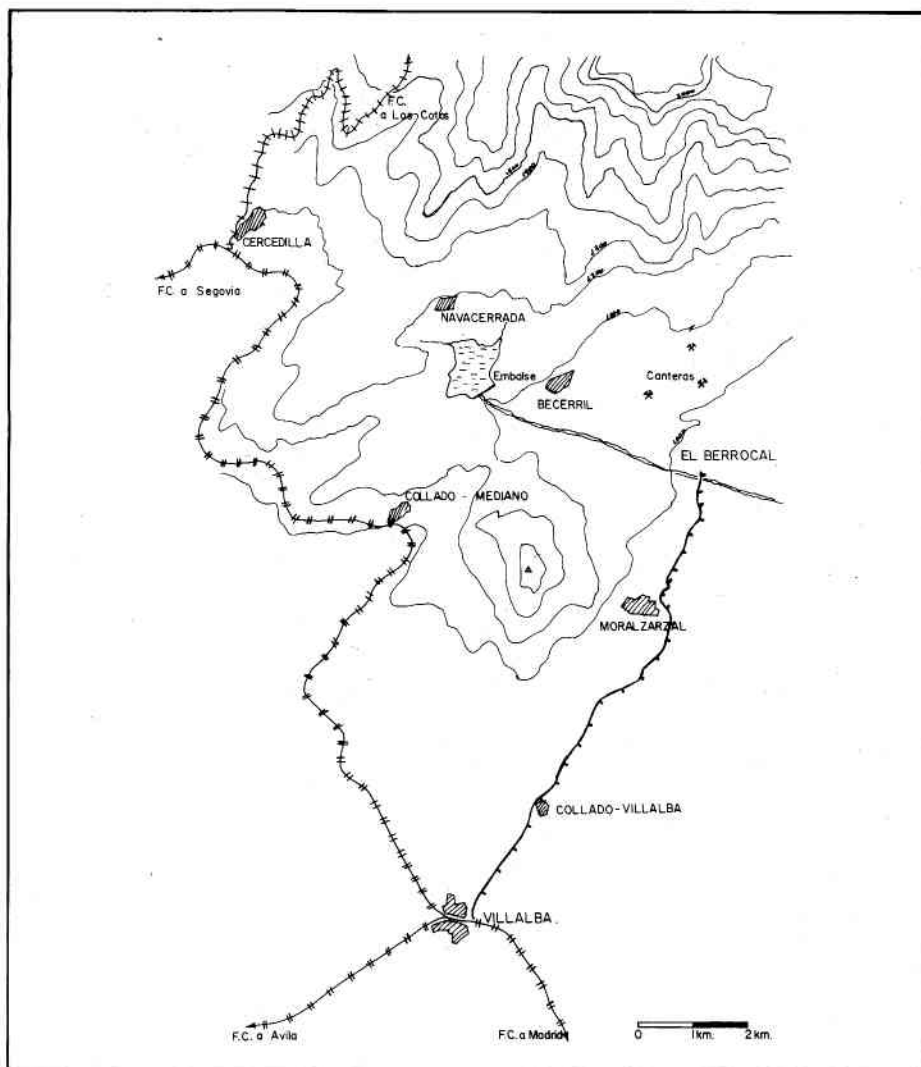 F.C.
a Los Cotos
CERCEDILLA
F.C. a Segovia
NAVACERRADA
Embalse
BECERRIL
Canteras
EL BERROCAL
COLLADO - MEDIANO
MORALZARZAL
COLLADO-VILLALBA
VILLALBA.
F.C. a Avila
F.C. a Madrid
0 1km. 2 km.